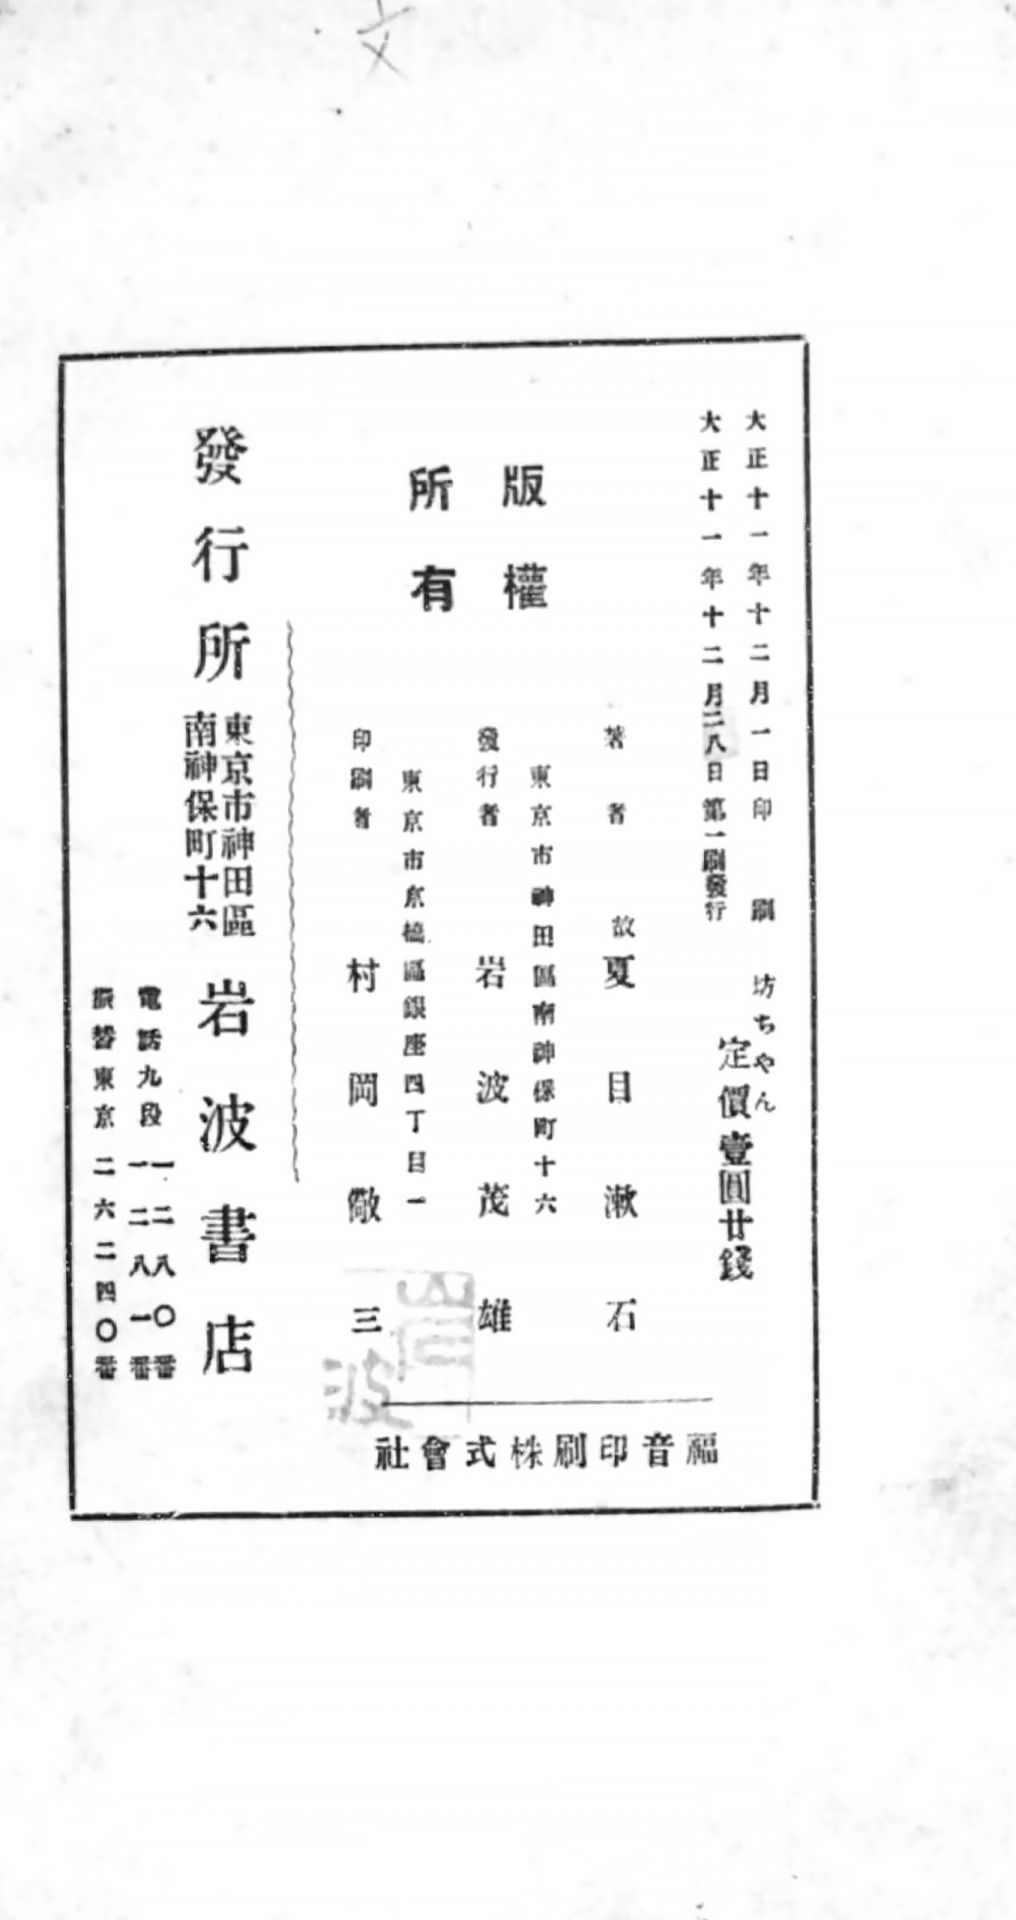 大正十一年十二月一日印刷
大正十一年十二月二八日第一刷發行
坊ちやん
定價壹圓廿錢
版權
所有
著者 故夏目漱石
東京市神田區南神保町十六
發行者 岩波茂雄
東京市京橋區銀座四丁目一
印刷者 村岡儆三
福音印刷株式會社
岩波
發行所
東京市神田區
南神保町十六
岩波書店
電話九段
一二八〇番
一二八一番
振替東京二六二四〇番